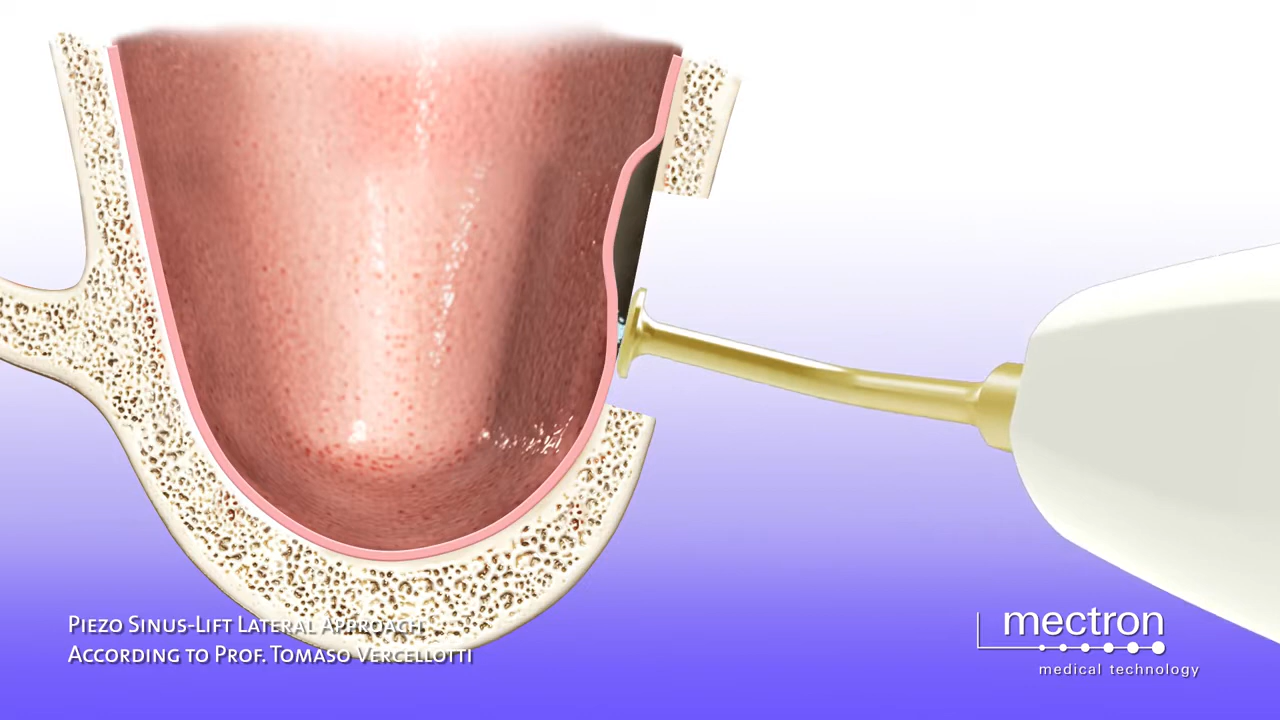 Piezo Sinus-Lift Lateral Approach
According to Prof. Tomaso Vercellotti
mectron
medical technology